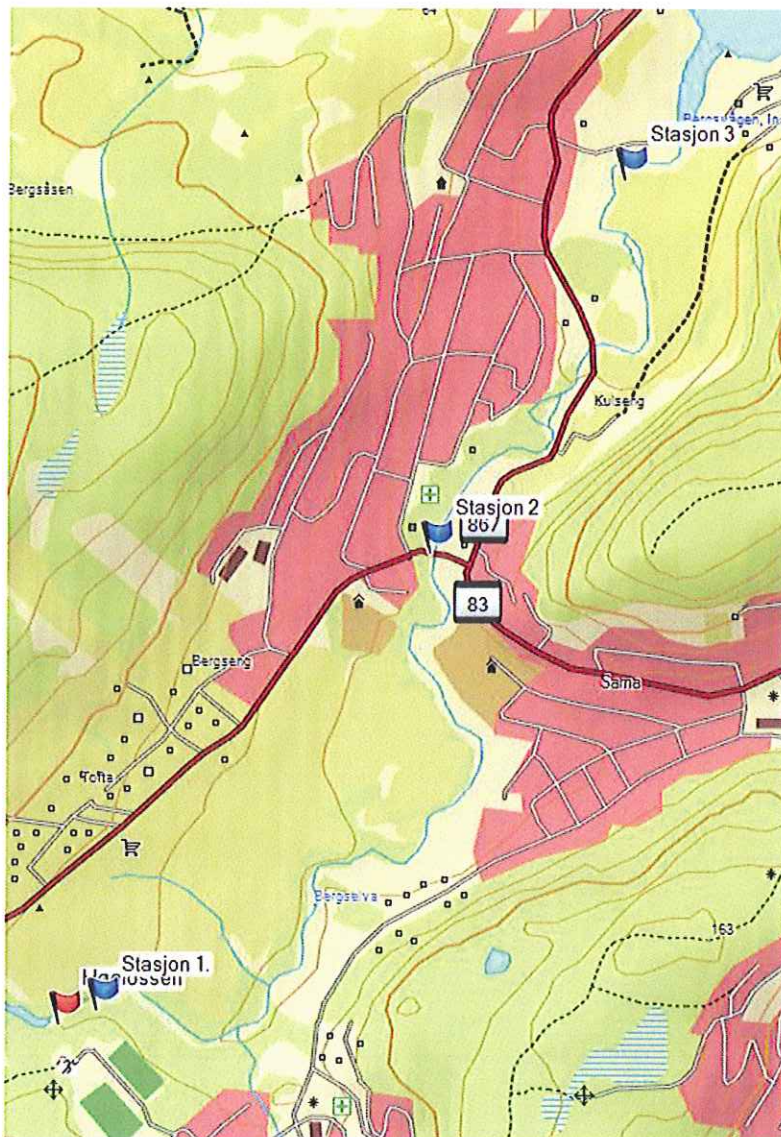 Stasjon 3
Bergsåsen
Kulseng
Stasjon 2
867
83
Bergseng
Sama
Tofta
Bergselva
163
Stasjon 1.